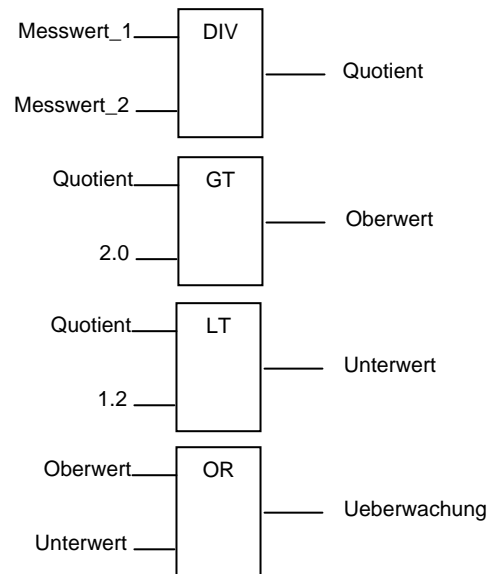 Messwert_1 DIV
Quotient
Messwert_2
Quotient GT
Oberwert
2.0
Quotient LT
Unterwert
1.2
Oberwert OR
Ueberwachung
Unterwert